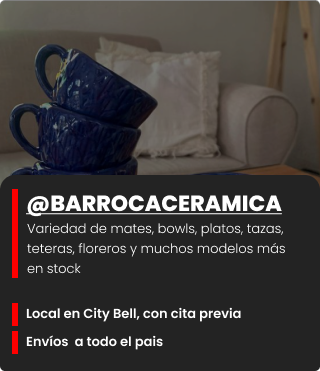 @BARROCACERAMICA
Variedad de mates, bowls, platos, tazas,
teteras, floreros y muchos modelos más
en stock
Local en City Bell, con cita previa
Envíos a todo el pais